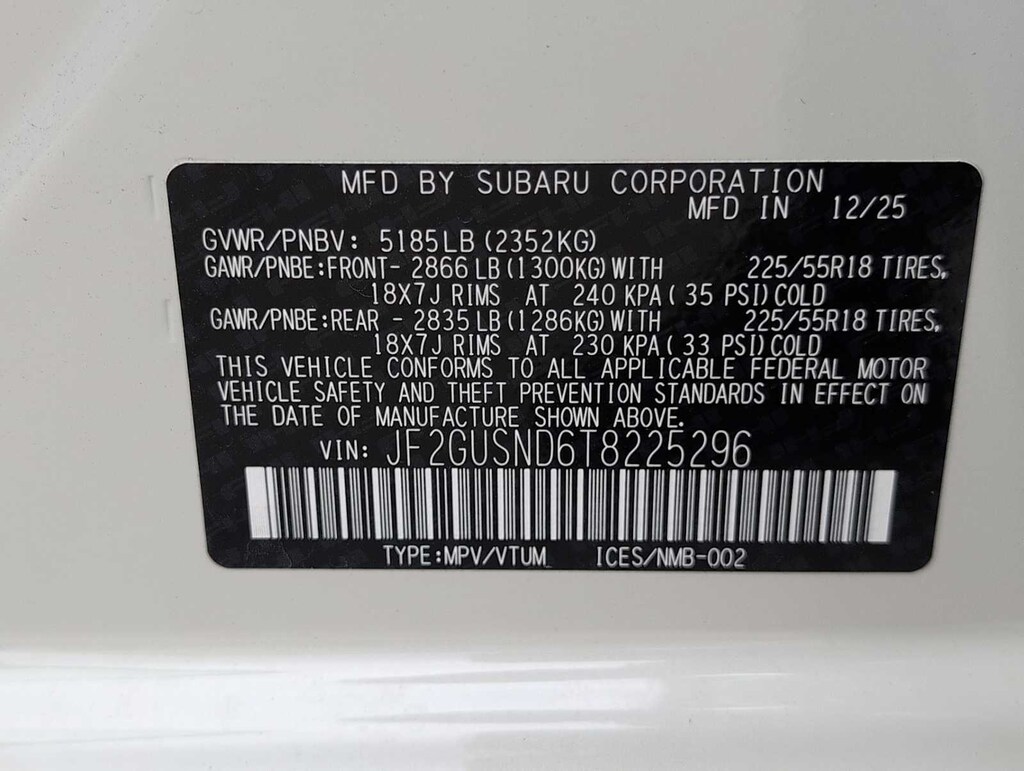 MFD BY SUBARU CORPORATION
MFD IN 12/25
GVWR/PNBV: 5185LB (2352KG)
GAWR/PNBE:FRONT- 2866 LB (1300KG) WITH 225/55R18 TIRES,
18X7J RIMS AT 240 KPA ( 35 PSI) COLD
GAWR/PNBE:REAR - 2835 LB (1286KG) WITH 225/55R18 TIRES,
18X7J RIMS AT 230 KPA ( 33 PSI) COLD
THIS VEHICLE CONFORMS TO ALL APPLICABLE FEDERAL MOTOR
VEHICLE SAFETY AND THEFT PREVENTION STANDARDS IN EFFECT ON
THE DATE OF MANUFACTURE SHOWN ABOVE.
VIN: JF2GUSND6T8225296
TYPE:MPV/VTUM ICES/NMB-002